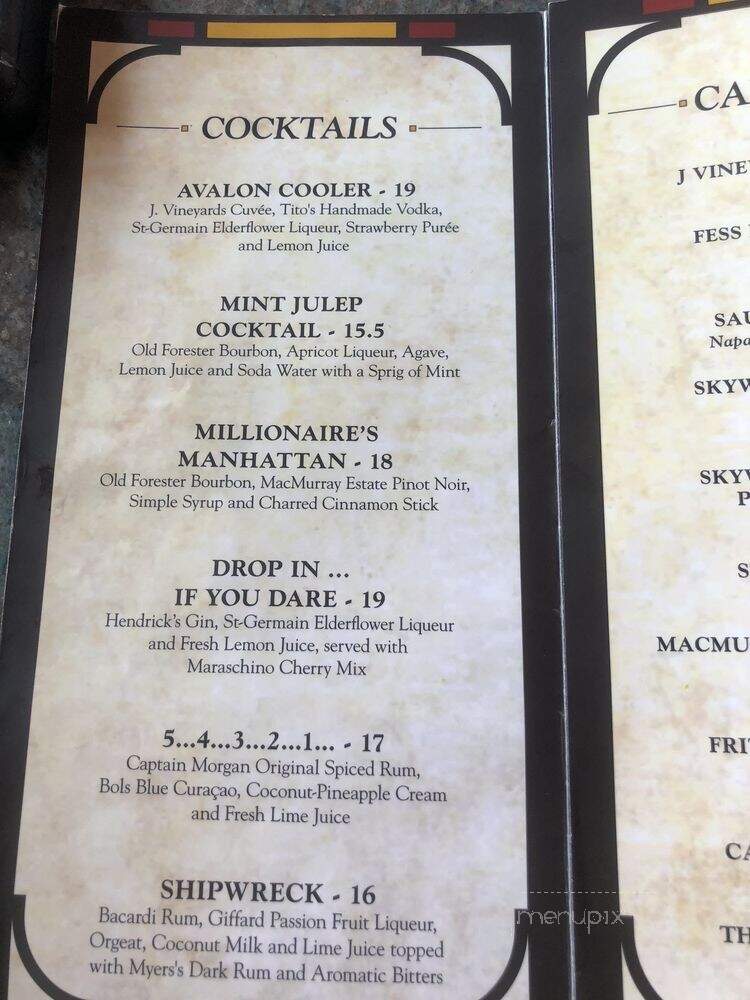 COCKTAILS
AVALON COOLER - 19
J. Vineyards Cuvée, Tito's Handmade Vodka,
St-Germain Elderflower Liqueur, Strawberry Purée
and Lemon Juice
MINT JULEP
COCKTAIL - 15.5
Old Forester Bourbon, Apricot Liqueur, Agave,
Lemon Juice and Soda Water with a Sprig of Mint
MILLIONAIRE'S
MANHATTAN - 18
Old Forester Bourbon, MacMurray Estate Pinot Noir,
Simple Syrup and Charred Cinnamon Stick
DROP IN ...
IF YOU DARE - 19
Hendrick's Gin, St-Germain Elderflower Liqueur
and Fresh Lemon Juice, served with
Maraschino Cherry Mix
5...4...3...2...1... - 17
Captain Morgan Original Spiced Rum,
Bols Blue Curaçao, Coconut-Pineapple Cream
and Fresh Lime Juice
SHIPWRECK - 16
Bacardi Rum, Giffard Passion Fruit Liqueur,
Orgeat, Coconut Milk and Lime Juice topped
with Myers's Dark Rum and Aromatic Bitters
CA
J VINE
FESS
SAU
Napa
SKYW
SKYW
P
S
MACMU
FRI
CA
TH
menupix